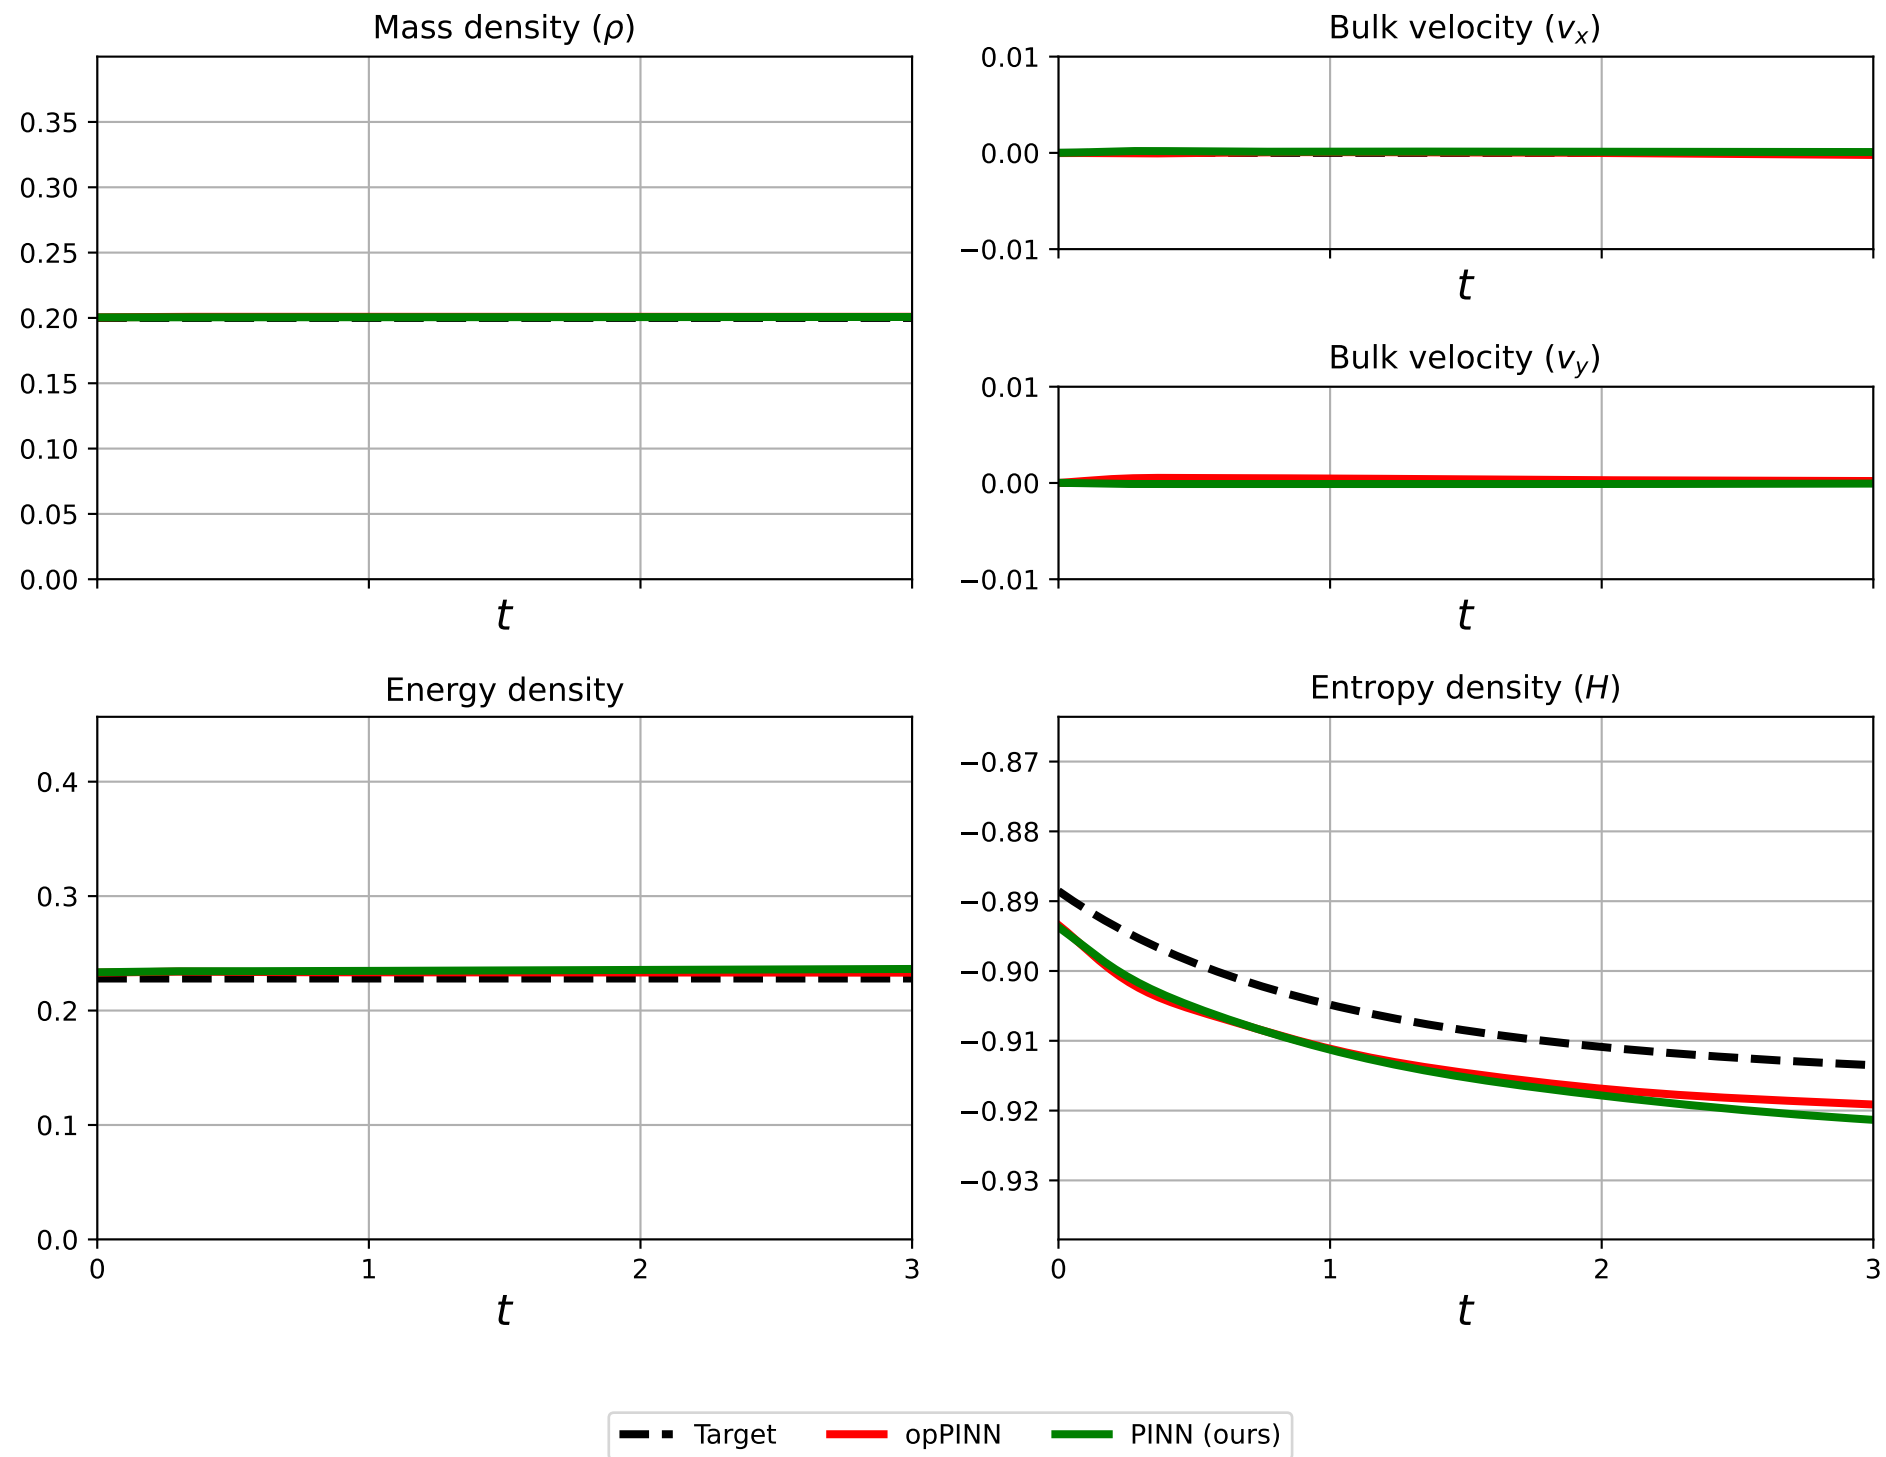 Mass density (ρ)
0.35
0.30
0.25
0.20
0.15
0.10
0.05
0.00
t
Bulk velocity (vₓ)
0.01
0.00
−0.01
t
Bulk velocity (v_y)
0.01
0.00
−0.01
t
Energy density
0.4
0.3
0.2
0.1
0.0
0 1 2 3
t
Entropy density (H)
−0.87
−0.88
−0.89
−0.90
−0.91
−0.92
−0.93
0 1 2 3
t
Target opPINN PINN (ours)